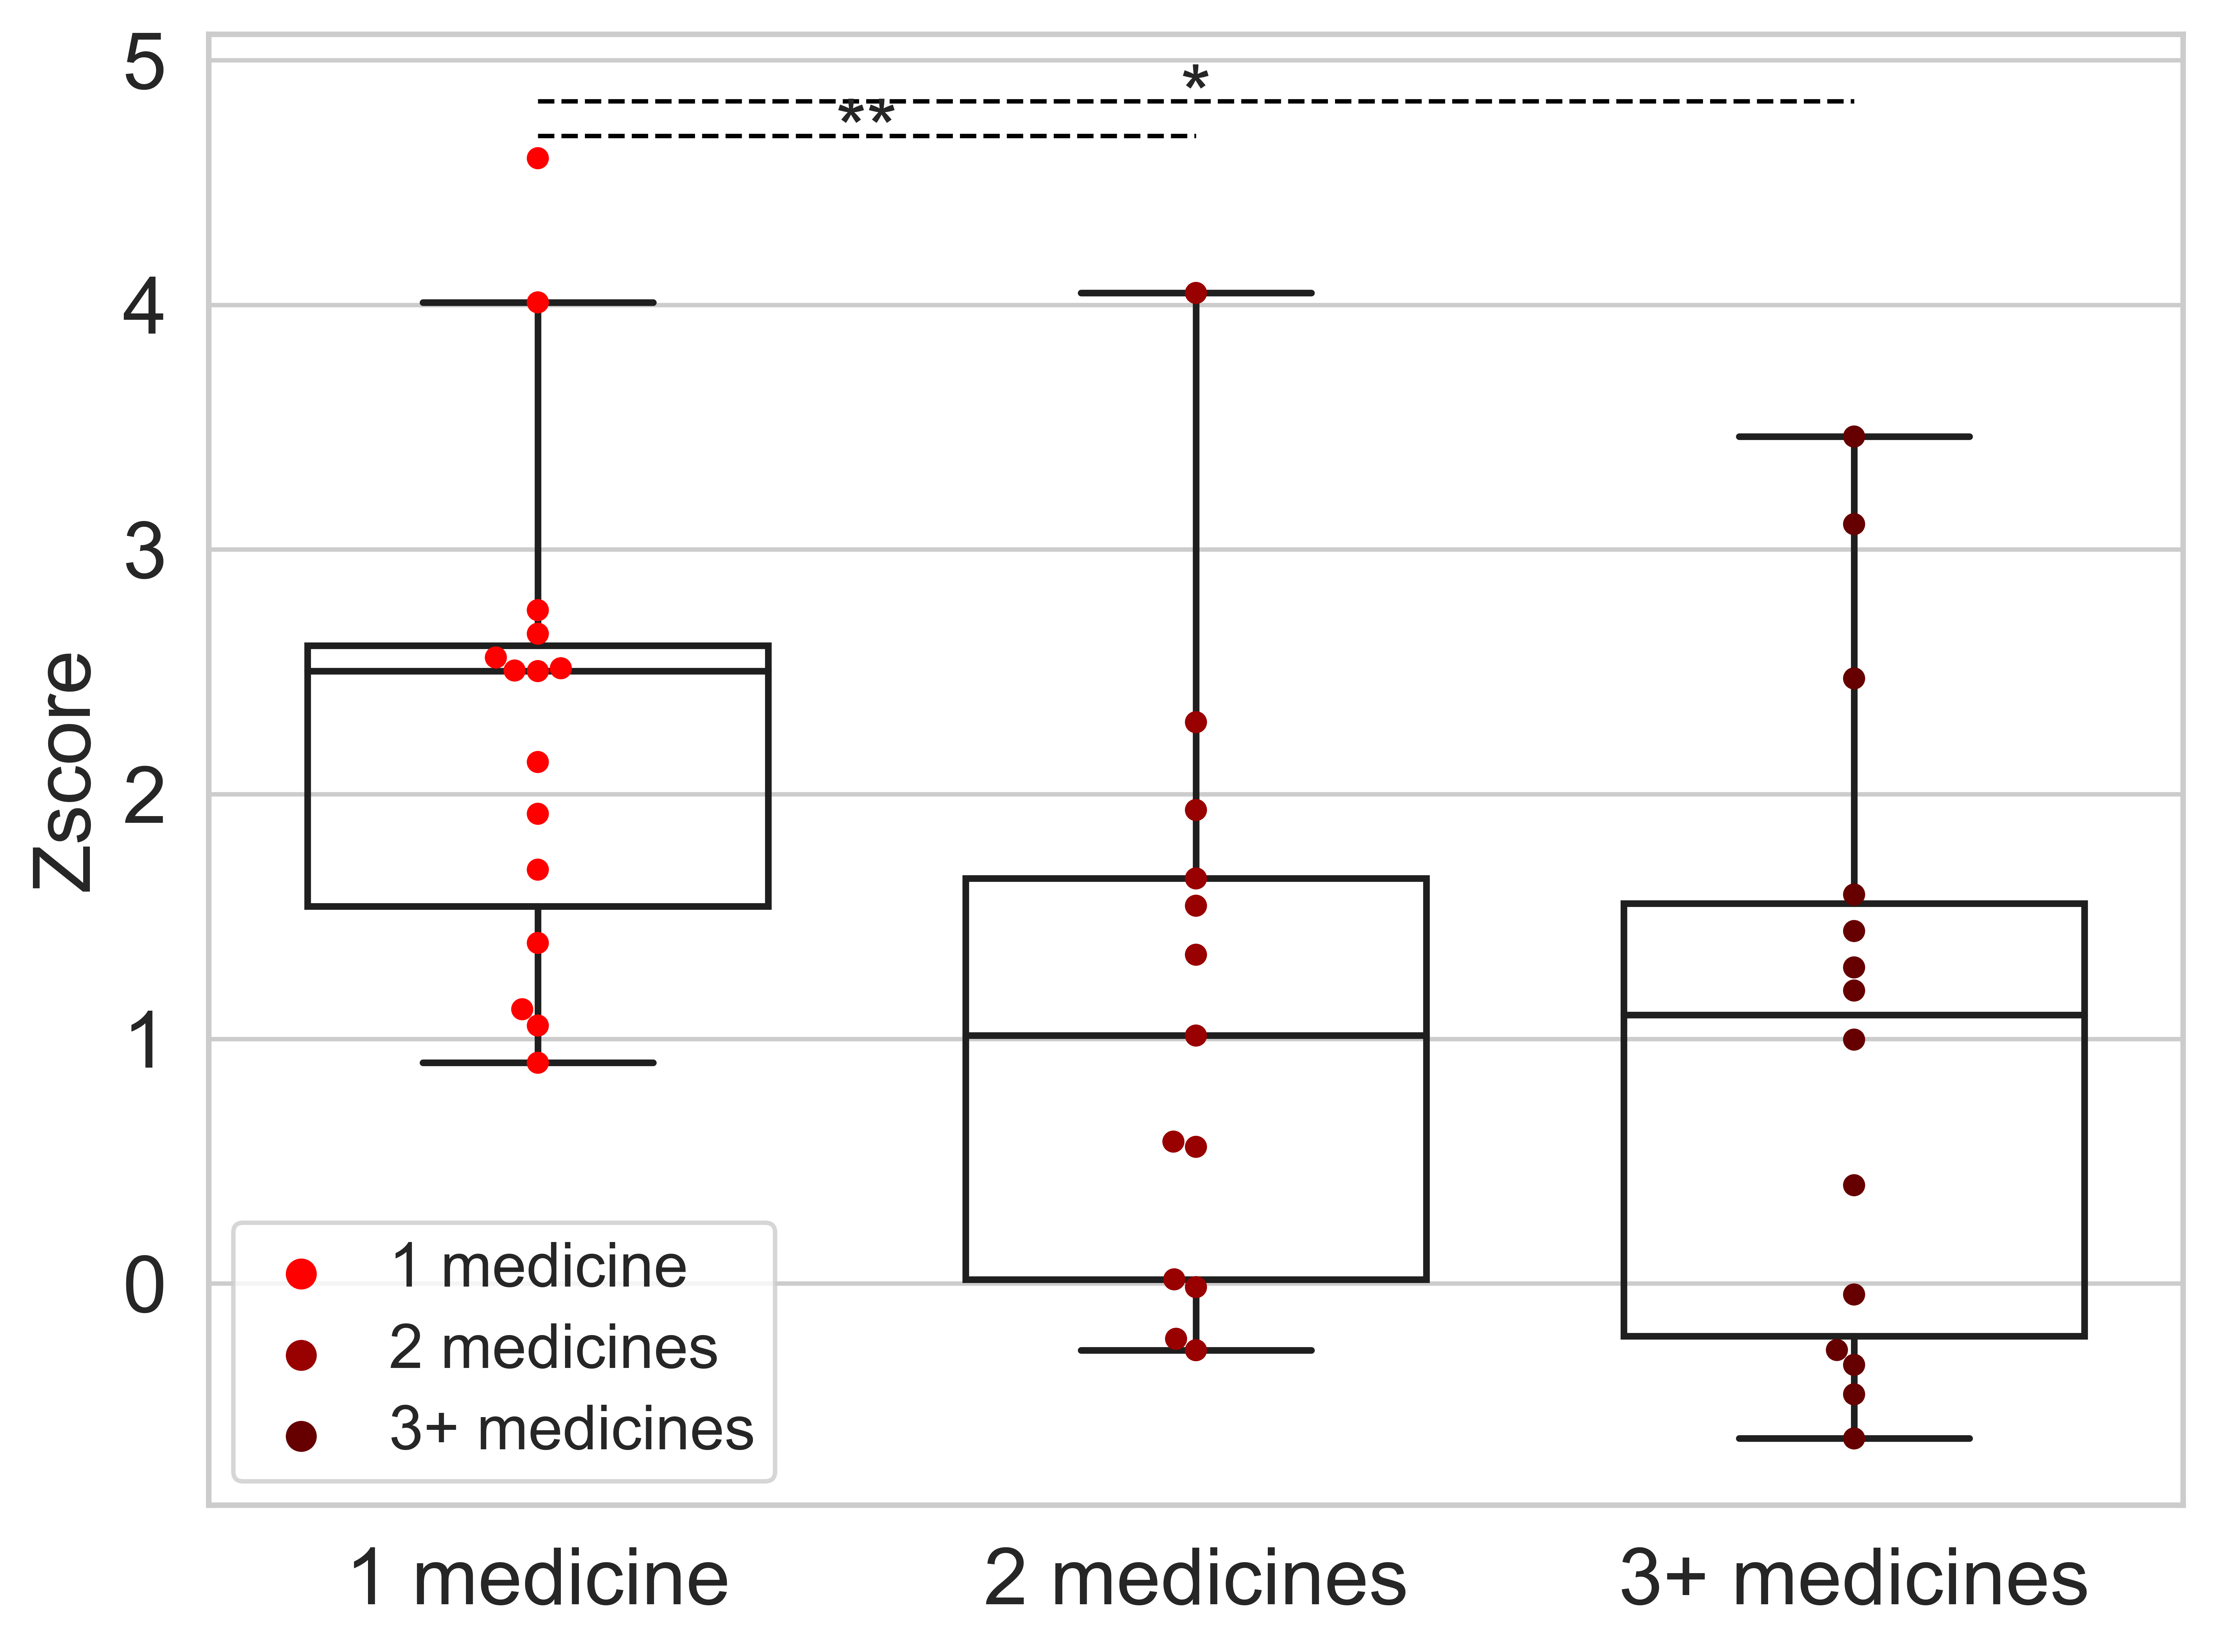 5
4
3
2
1
0
Zscore
*
**
1 medicine
2 medicines
3+ medicines
1 medicine
2 medicines
3+ medicines